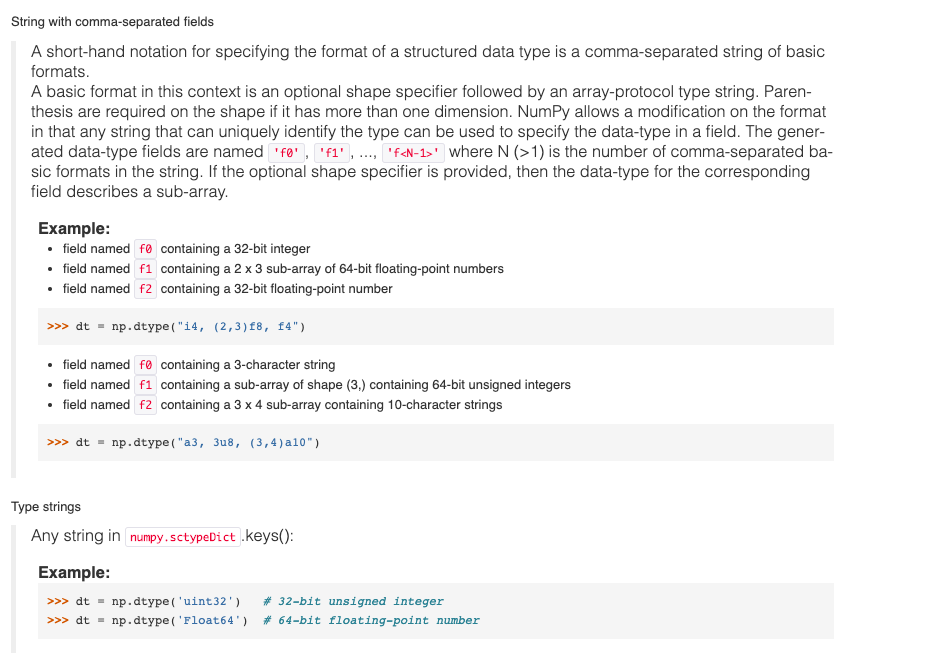 String with comma-separated fields
A short-hand notation for specifying the format of a structured data type is a comma-separated string of basic
formats.
A basic format in this context is an optional shape specifier followed by an array-protocol type string. Paren-
thesis are required on the shape if it has more than one dimension. NumPy allows a modification on the format
in that any string that can uniquely identify the type can be used to specify the data-type in a field. The gener-
ated data-type fields are named 'f0', 'f1', ..., 'f<N-1>' where N (>1) is the number of comma-separated ba-
sic formats in the string. If the optional shape specifier is provided, then the data-type for the corresponding
field describes a sub-array.
Example:
• field named f0 containing a 32-bit integer
• field named f1 containing a 2 x 3 sub-array of 64-bit floating-point numbers
• field named f2 containing a 32-bit floating-point number
>>> dt = np.dtype("i4, (2,3)f8, f4")
• field named f0 containing a 3-character string
• field named f1 containing a sub-array of shape (3,) containing 64-bit unsigned integers
• field named f2 containing a 3 x 4 sub-array containing 10-character strings
>>> dt = np.dtype("a3, 3u8, (3,4)a10")
Type strings
Any string in numpy.sctypeDict.keys():
Example:
>>> dt = np.dtype('uint32')   # 32-bit unsigned integer
>>> dt = np.dtype('Float64')  # 64-bit floating-point number